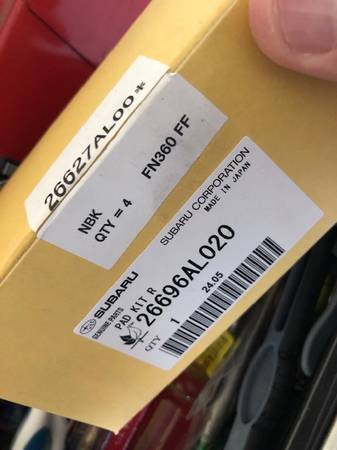 26627AL00*
NBK
QTY = 4
FN360 FF
SUBARU
GENUINE PARTS
SUBARU CORPORATION
MADE IN JAPAN
PAD KIT R
26696AL020
QTY 1
24.05